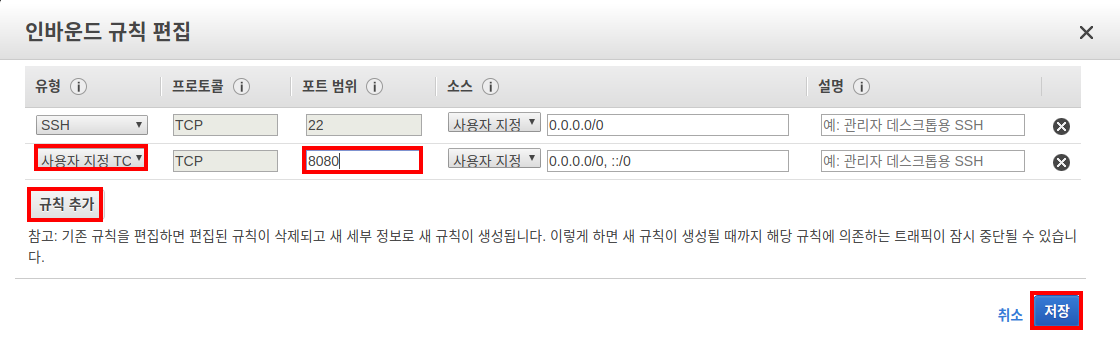 인바운드 규칙 편집
유형 프로토콜 포트 범위 소스 설명
SSH TCP 22 사용자 지정 0.0.0.0/0 예: 관리자 데스크톱용 SSH
사용자 지정 TC TCP 8080 사용자 지정 0.0.0.0/0, ::/0 예: 관리자 데스크톱용 SSH
규칙 추가
참고: 기존 규칙을 편집하면 편집된 규칙이 삭제되고 새 세부 정보로 새 규칙이 생성됩니다. 이렇게 하면 새 규칙이 생성될 때까지 해당 규칙에 의존하는 트래픽이 잠시 중단될 수 있습니
다.
취소 저장